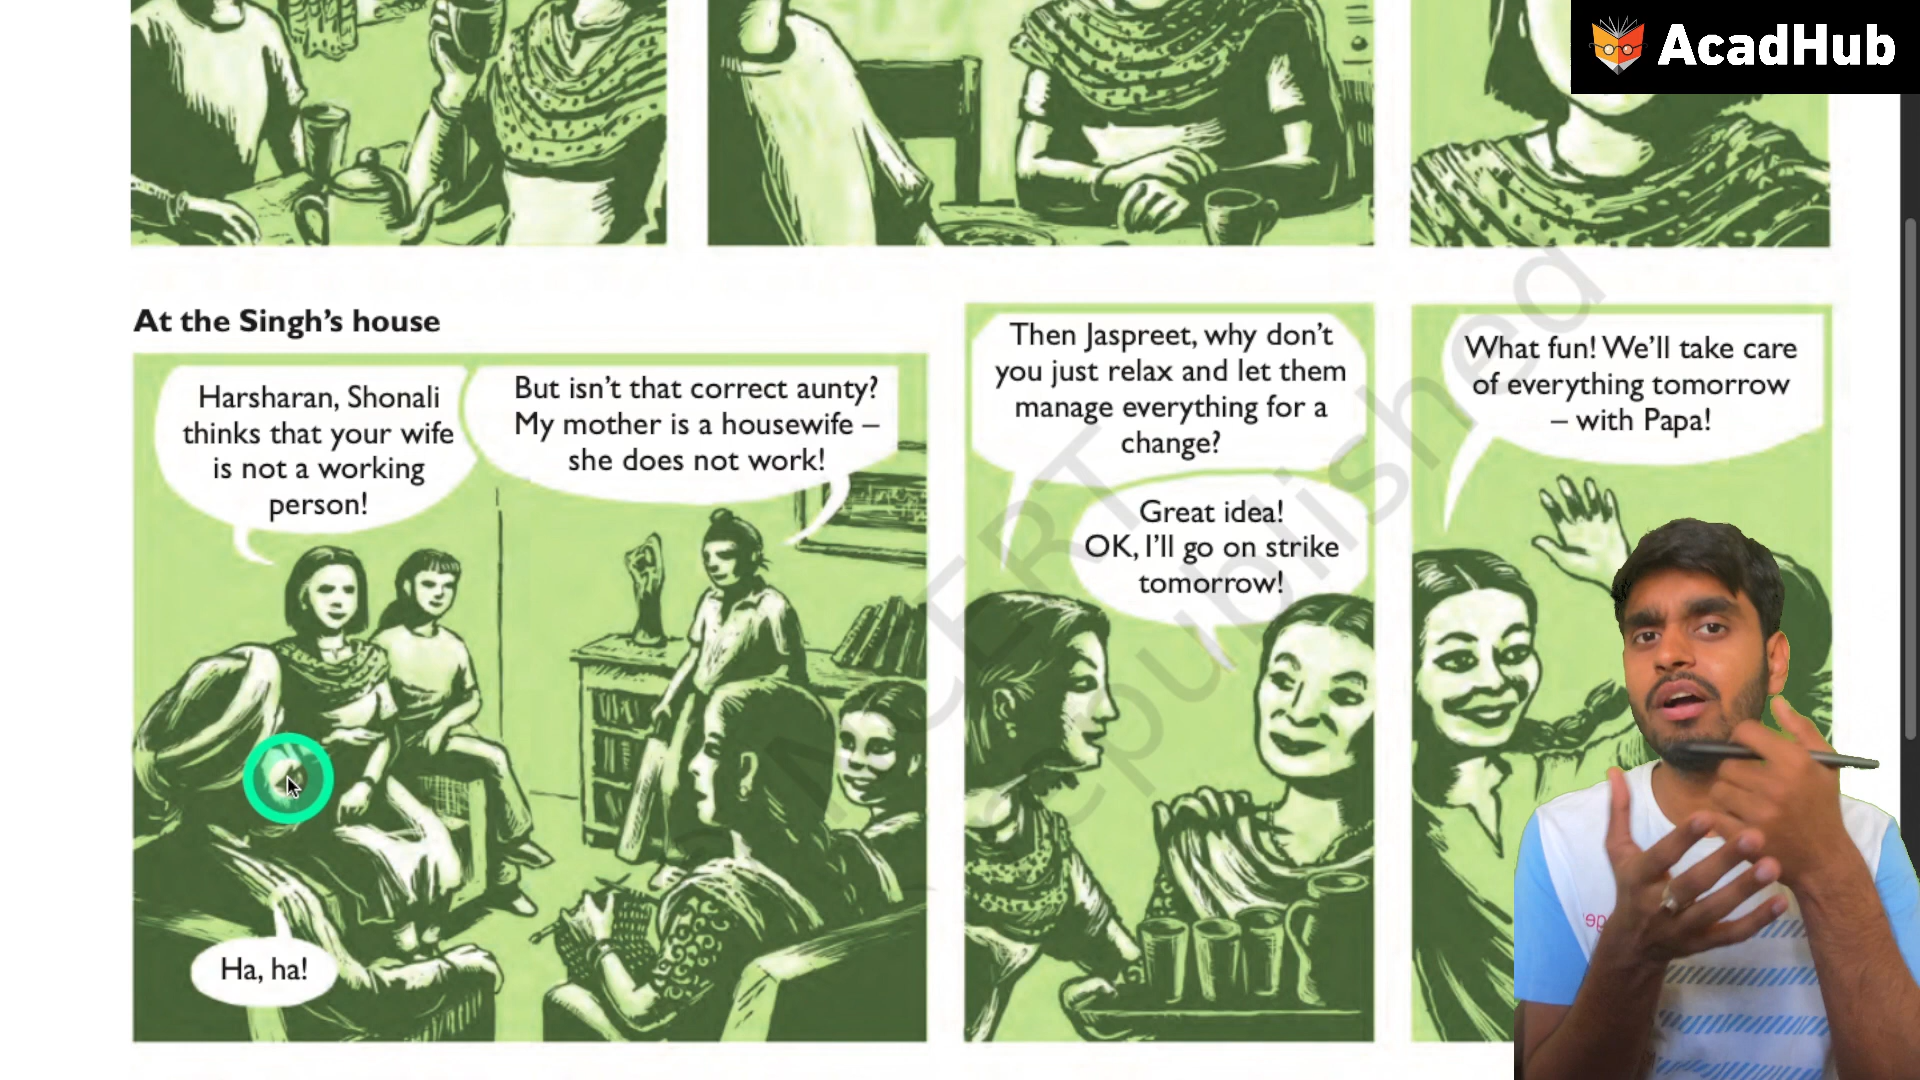 AcadHub
At the Singh's house
Harsharan, Shonali
thinks that your wife
is not a working
person!
But isn't that correct aunty?
My mother is a housewife –
she does not work!
Ha, ha!
Then Jaspreet, why don't
you just relax and let them
manage everything for a
change?
Great idea!
OK, I'll go on strike
tomorrow!
What fun! We'll take care
of everything tomorrow
– with Papa!